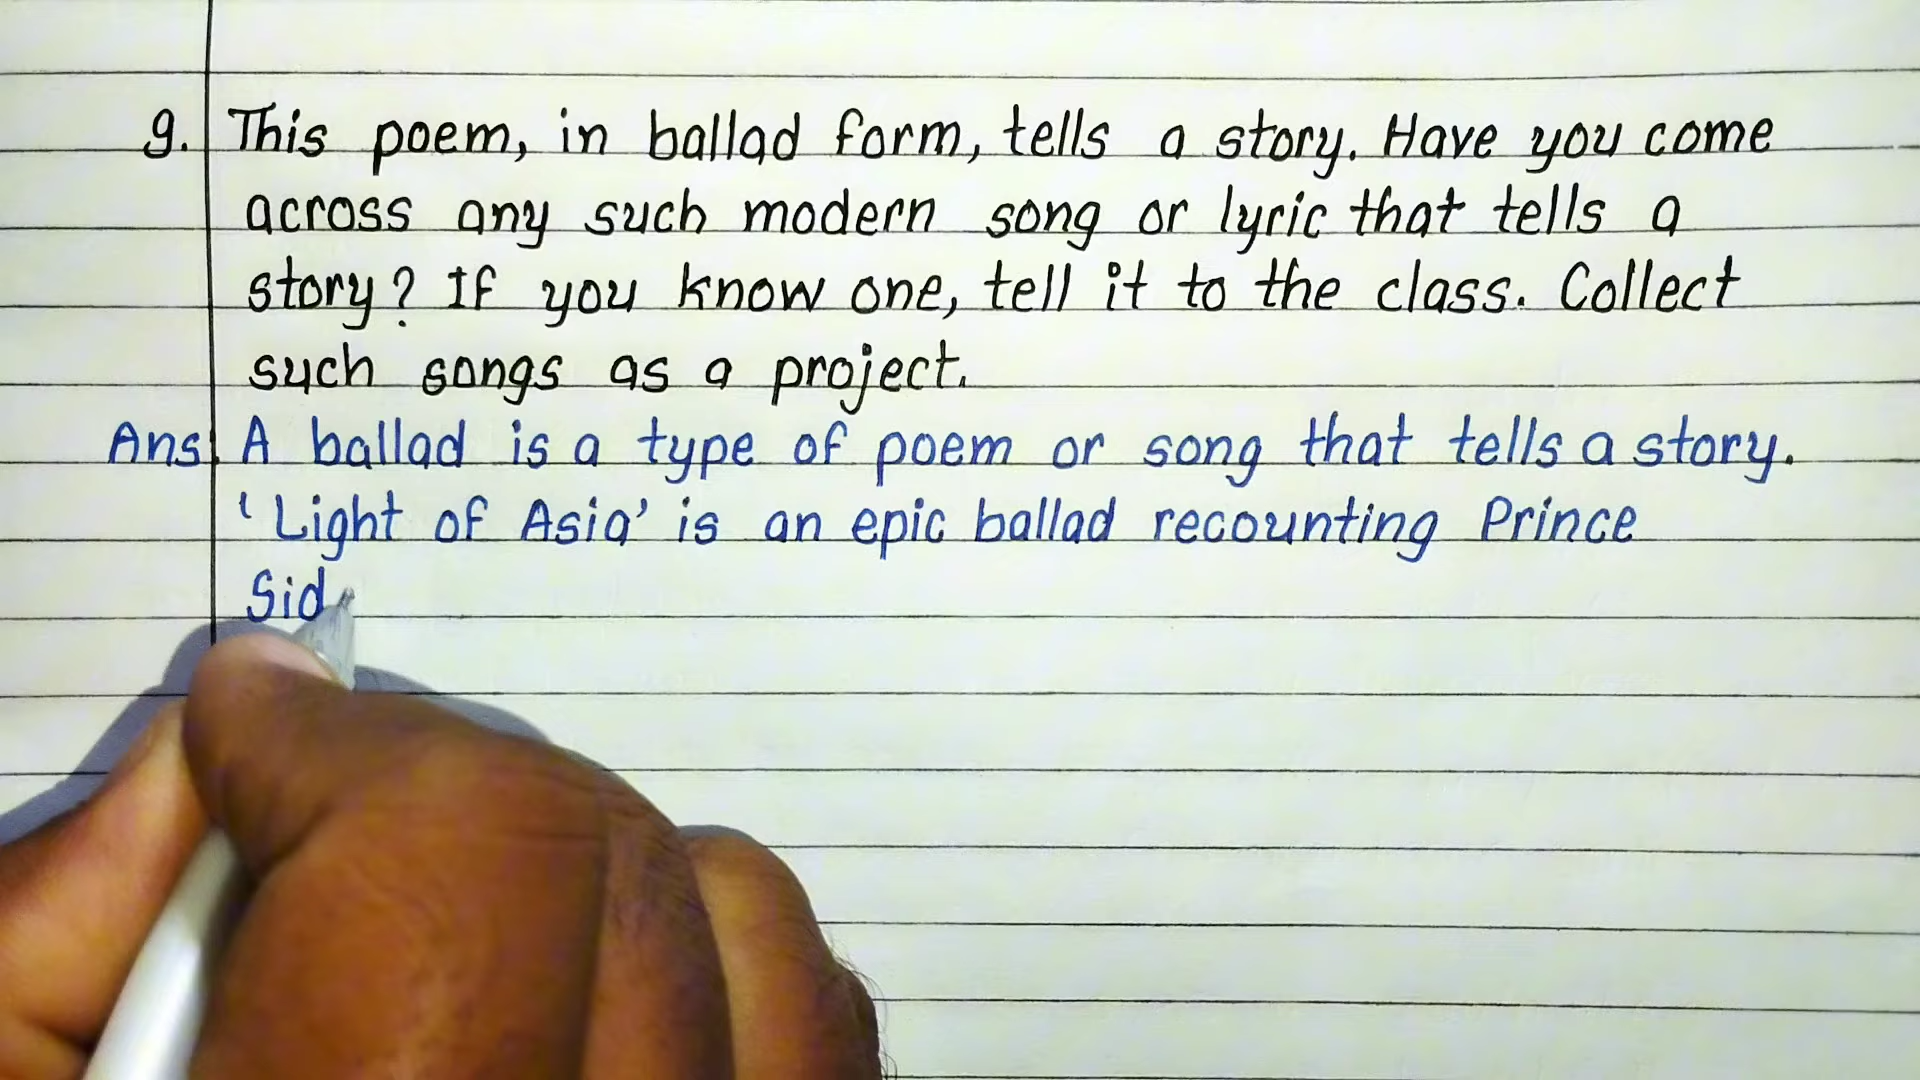 9. This poem, in ballad form, tells a story. Have you come
across any such modern song or lyric that tells a
story? If you know one, tell it to the class. Collect
such songs as a project.
Ans A ballad is a type of poem or song that tells a story.
'Light of Asia' is an epic ballad recounting Prince
Sid